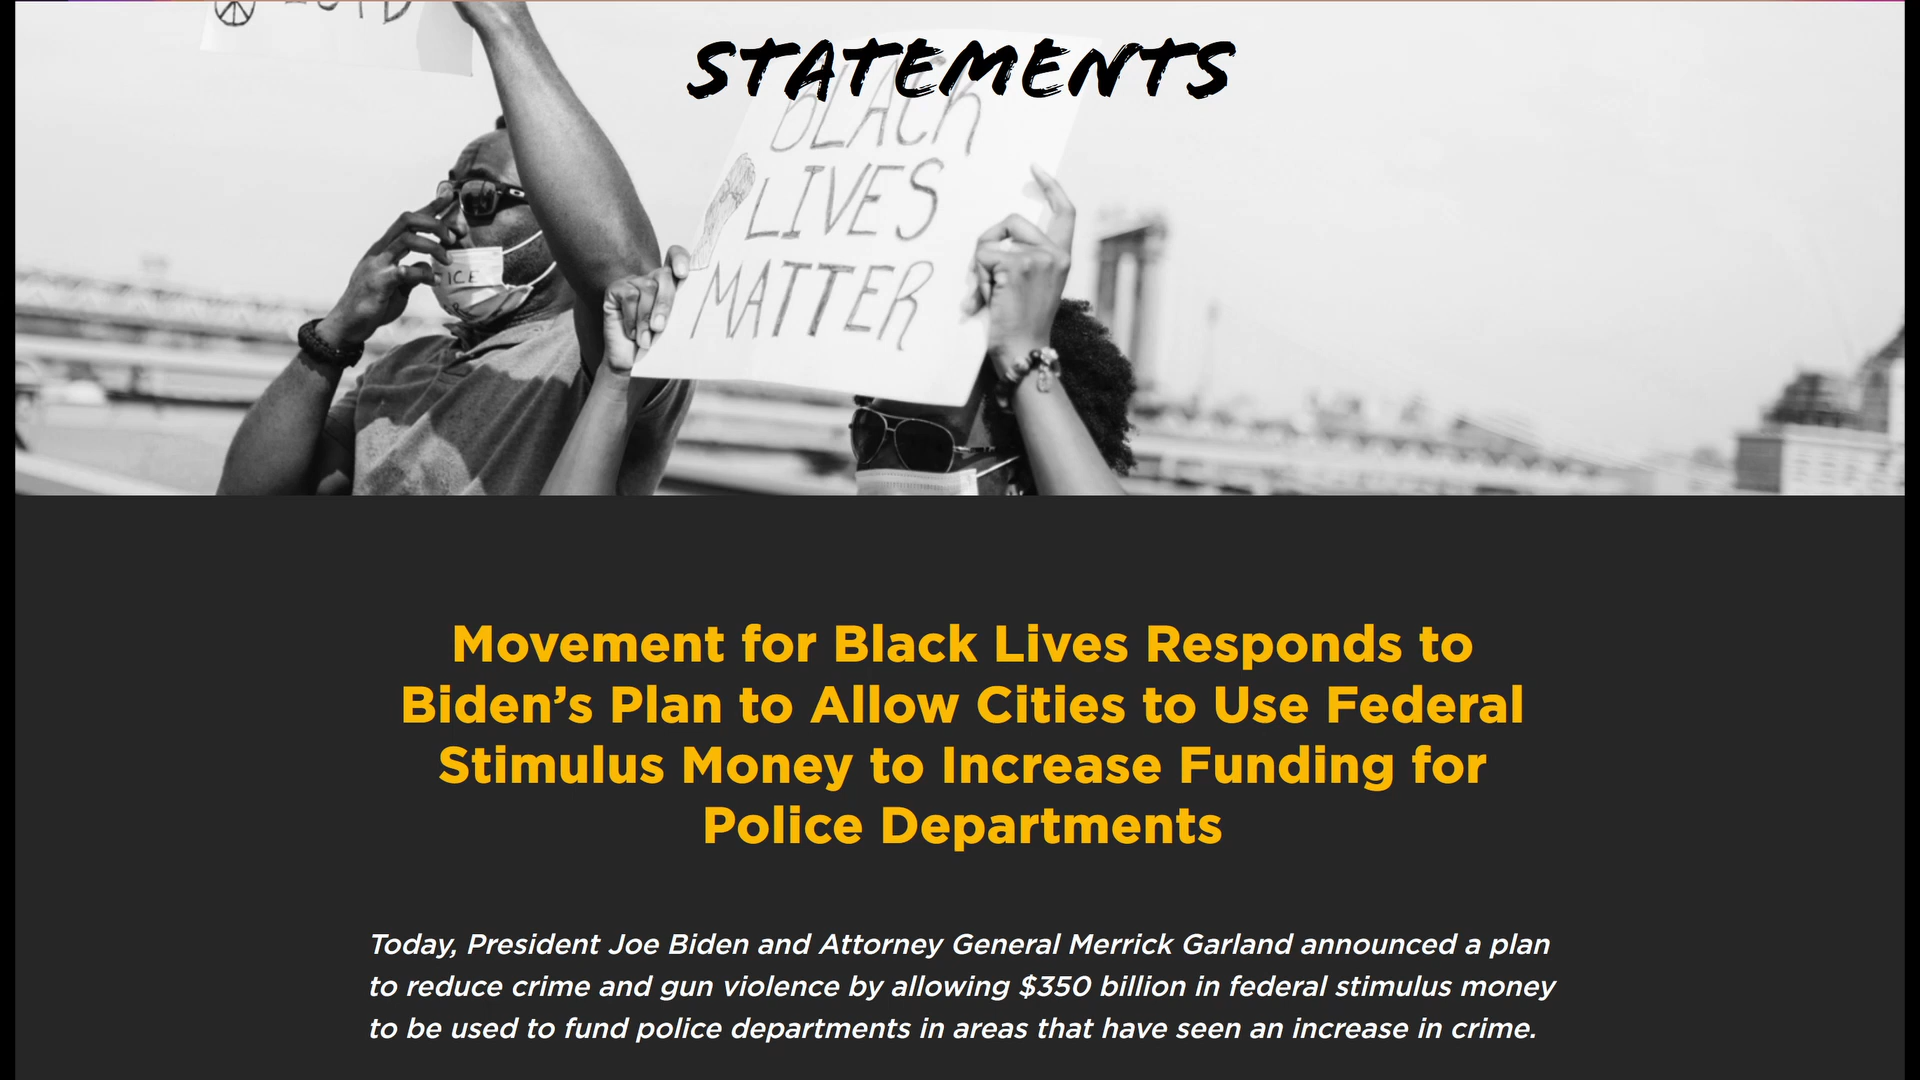 STATEMENTS
BLACK
LIVES
MATTER
ICE
Movement for Black Lives Responds to
Biden’s Plan to Allow Cities to Use Federal
Stimulus Money to Increase Funding for
Police Departments
Today, President Joe Biden and Attorney General Merrick Garland announced a plan
to reduce crime and gun violence by allowing $350 billion in federal stimulus money
to be used to fund police departments in areas that have seen an increase in crime.